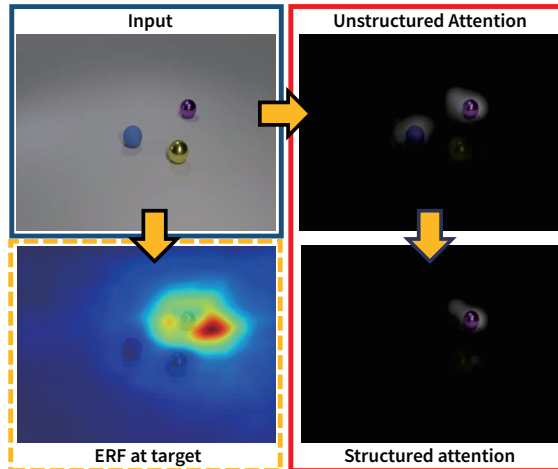 Input
Unstructured Attention
ERF at target
Structured attention